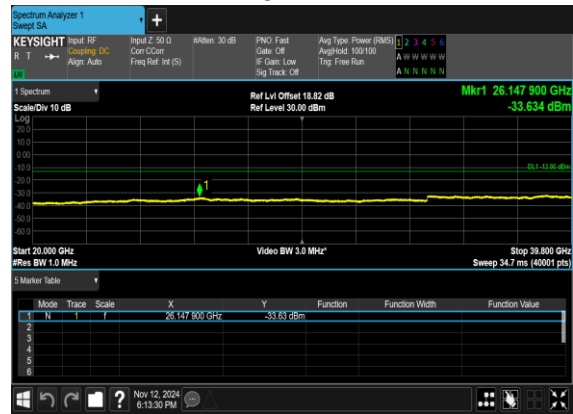 Spectrum Analyzer 1
Swept SA
KEYSIGHT Input: RF Input Z: 50 Ω #Atten: 30 dB PNO: Fast Avg Type: Power (RMS) 1 2 3 4 5 6
R T Coupling: DC Corr CCorr Gate: Off Avg|Hold: 100/100 A W W W W W
Align: Auto Freq Ref: Int (S) IF Gain: Low Trig: Free Run
LXI Sig Track: Off A N N N N N
1 Spectrum Ref Lvl Offset 18.82 dB Mkr1 26.147 900 GHz
Scale/Div 10 dB Ref Level 30.00 dBm -33.634 dBm
Log
20.0
10.0
0.00
-10.0 DL1 -13.00 dBm
-20.0
-30.0 1
-40.0
-50.0
-60.0
Start 20.000 GHz Video BW 3.0 MHz* Stop 39.800 GHz
#Res BW 1.0 MHz Sweep 34.7 ms (40001 pts)
5 Marker Table
Mode Trace Scale X Y Function Function Width Function Value
1 N 1 f 26.147 900 GHz -33.63 dBm
2
3
4
5
6
? Nov 12, 2024
6:13:30 PM